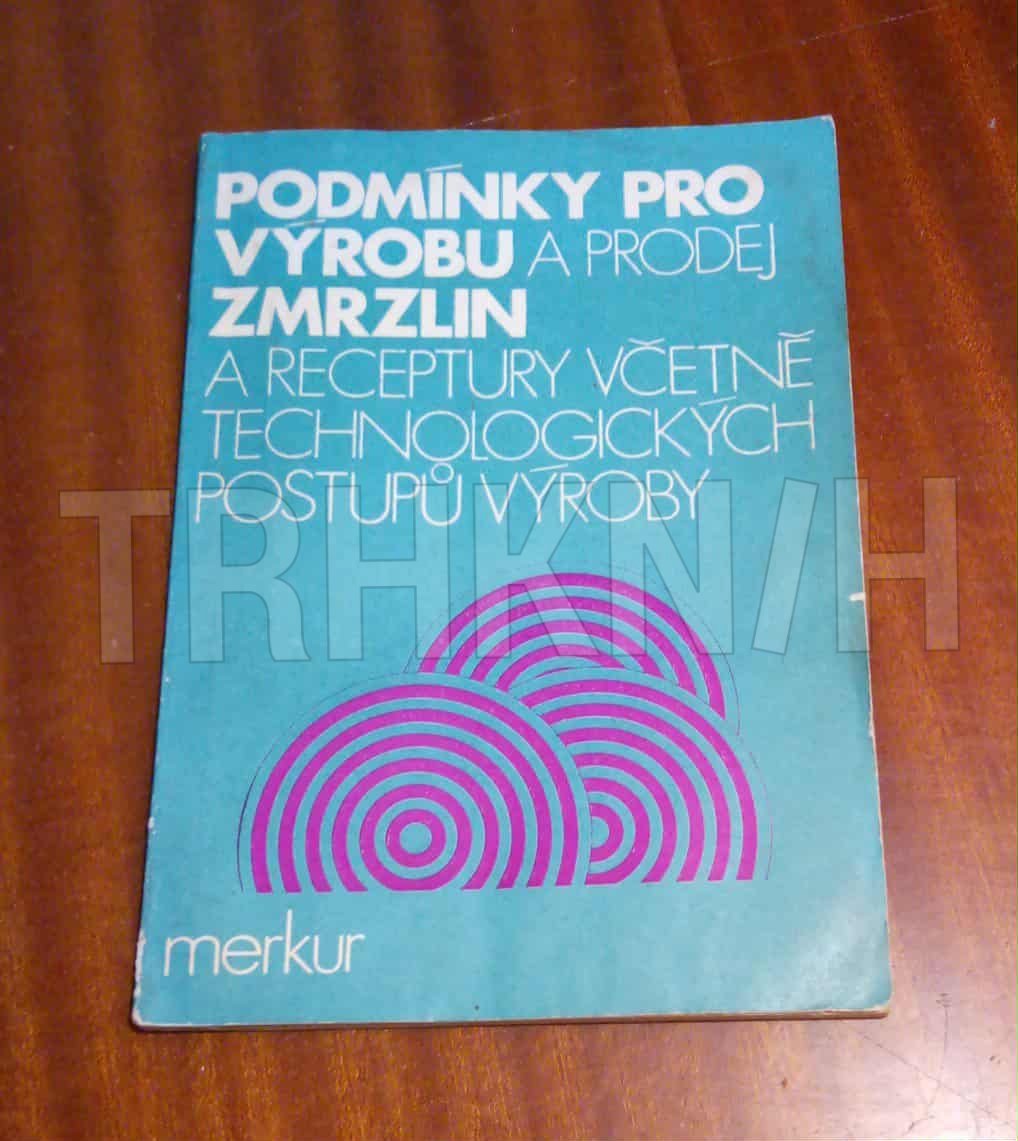 PODMÍNKY PRO
VÝROBU A PRODEJ
ZMRZLIN
A RECEPTURY VČETNĚ
TECHNOLOGICKÝCH
POSTUPŮ VÝROBY
TRHKNIH
merkur